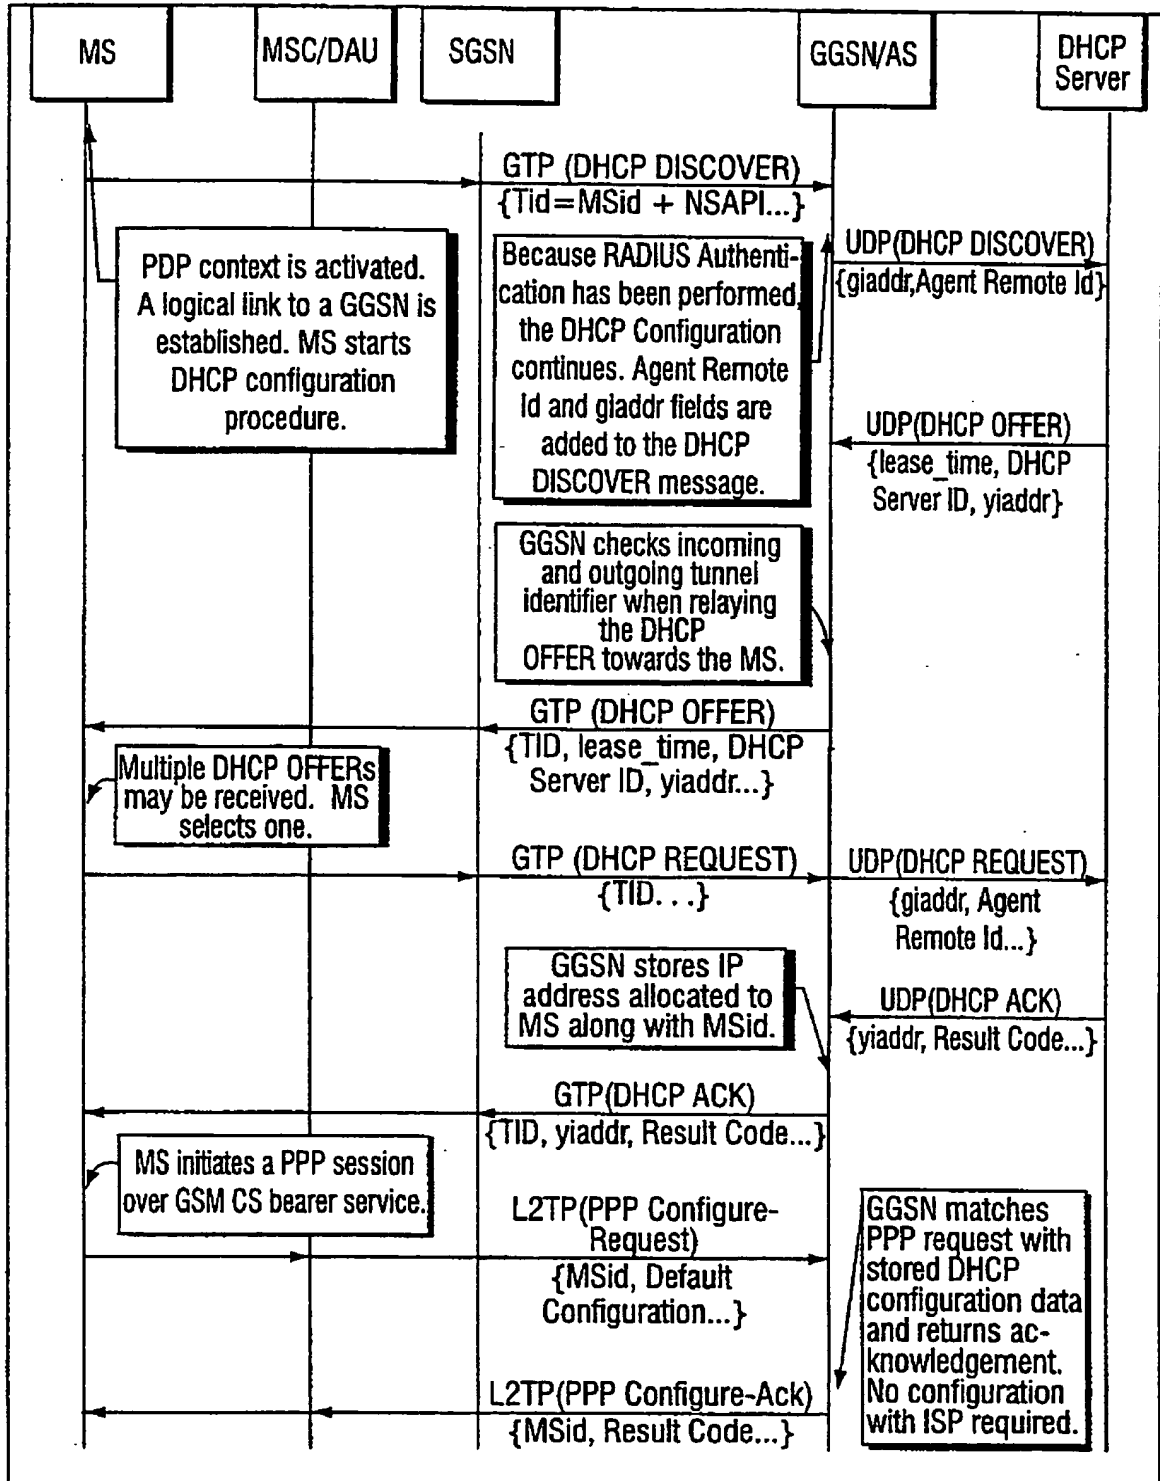 MS
MSC/DAU
SGSN
GGSN/AS
DHCP
Server
GTP (DHCP DISCOVER)
{Tid=MSid + NSAPI...}
PDP context is activated.
A logical link to a GGSN is
established. MS starts
DHCP configuration
procedure.
Because RADIUS Authenti-
cation has been performed,
the DHCP Configuration
continues. Agent Remote
Id and giaddr fields are
added to the DHCP
DISCOVER message.
UDP(DHCP DISCOVER)
{giaddr,Agent Remote Id}
UDP(DHCP OFFER)
{lease_time, DHCP
Server ID, yiaddr}
GGSN checks incoming
and outgoing tunnel
identifier when relaying
the DHCP
OFFER towards the MS.
GTP (DHCP OFFER)
{TID, lease_time, DHCP
Server ID, yiaddr...}
Multiple DHCP OFFERs
may be received. MS
selects one.
GTP (DHCP REQUEST)
{TID. . .}
UDP(DHCP REQUEST)
{giaddr, Agent
Remote Id...}
GGSN stores IP
address allocated to
MS along with MSid.
UDP(DHCP ACK)
{yiaddr, Result Code...}
GTP(DHCP ACK)
{TID, yiaddr, Result Code...}
MS initiates a PPP session
over GSM CS bearer service.
L2TP(PPP Configure-
Request)
{MSid, Default
Configuration...}
GGSN matches
PPP request with
stored DHCP
configuration data
and returns ac-
knowledgement.
No configuration
with ISP required.
L2TP(PPP Configure-Ack)
{MSid, Result Code...}